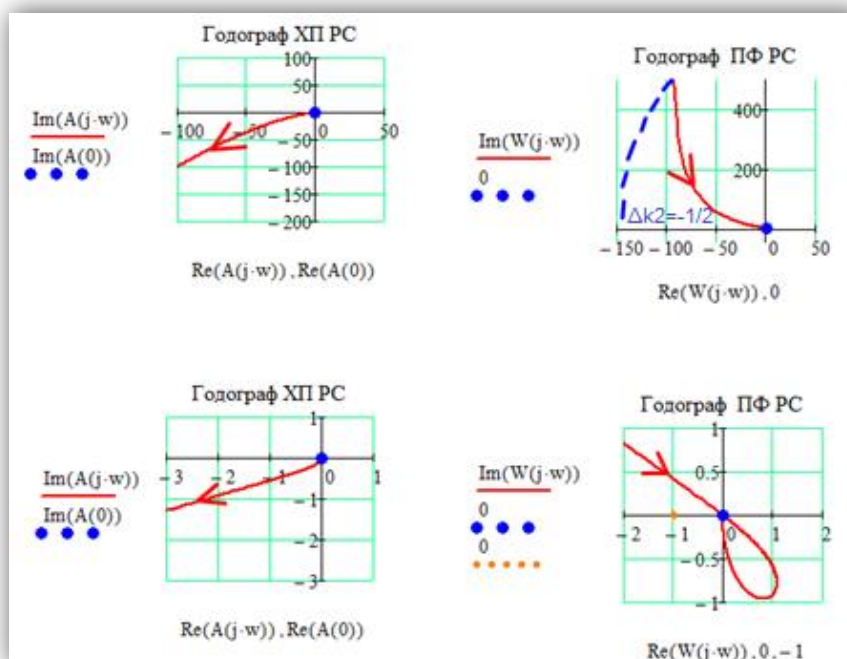 Годограф ХП РС
100
50
-100
-50
0
50
-50
-100
-150
-200
Im(A(j·w))
Im(A(0))
Re(A(j·w)),Re(A(0))
Годограф ПФ РС
400
200
Δk2=-1/2
-150 -100 -50 0 50
Im(W(j·w))
0
Re(W(j·w)),0
Годограф ХП РС
1
-3 -2 -1 0 1
-1
-2
-3
Im(A(j·w))
Im(A(0))
Re(A(j·w)),Re(A(0))
Годограф ПФ РС
1
0.5
-2 -1 0 1 2
-0.5
-1
Im(W(j·w))
0
0
Re(W(j·w)),0,-1